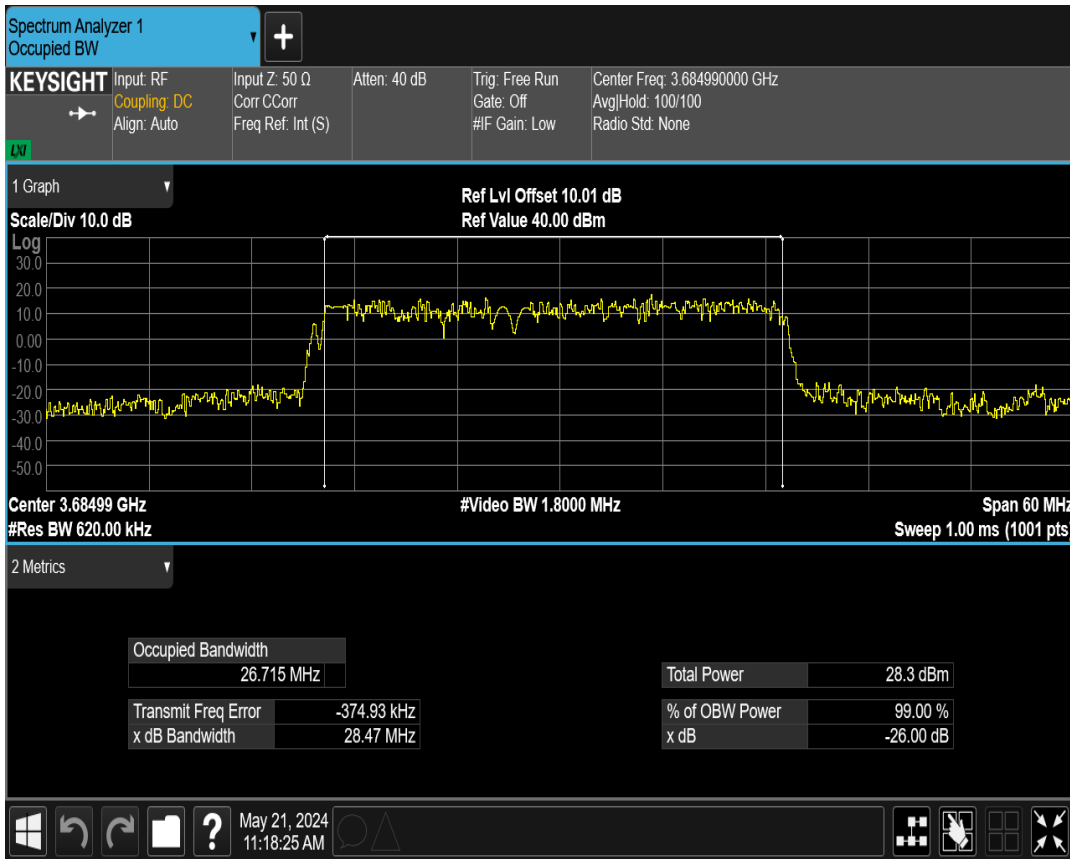 Spectrum Analyzer 1
Occupied BW
KEYSIGHT
LXI
Input: RF
Coupling: DC
Align: Auto
Input Z: 50 Ω
Corr CCorr
Freq Ref: Int (S)
Atten: 40 dB
Trig: Free Run
Gate: Off
#IF Gain: Low
Center Freq: 3.684990000 GHz
Avg|Hold: 100/100
Radio Std: None
1 Graph
Scale/Div 10.0 dB
Ref Lvl Offset 10.01 dB
Ref Value 40.00 dBm
Log
30.0
20.0
10.0
0.00
-10.0
-20.0
-30.0
-40.0
-50.0
Center 3.68499 GHz
#Res BW 620.00 kHz
#Video BW 1.8000 MHz
Span 60 MHz
Sweep 1.00 ms (1001 pts)
2 Metrics
Occupied Bandwidth
26.715 MHz
Transmit Freq Error -374.93 kHz
x dB Bandwidth 28.47 MHz
Total Power 28.3 dBm
% of OBW Power 99.00 %
x dB -26.00 dB
?
May 21, 2024
11:18:25 AM